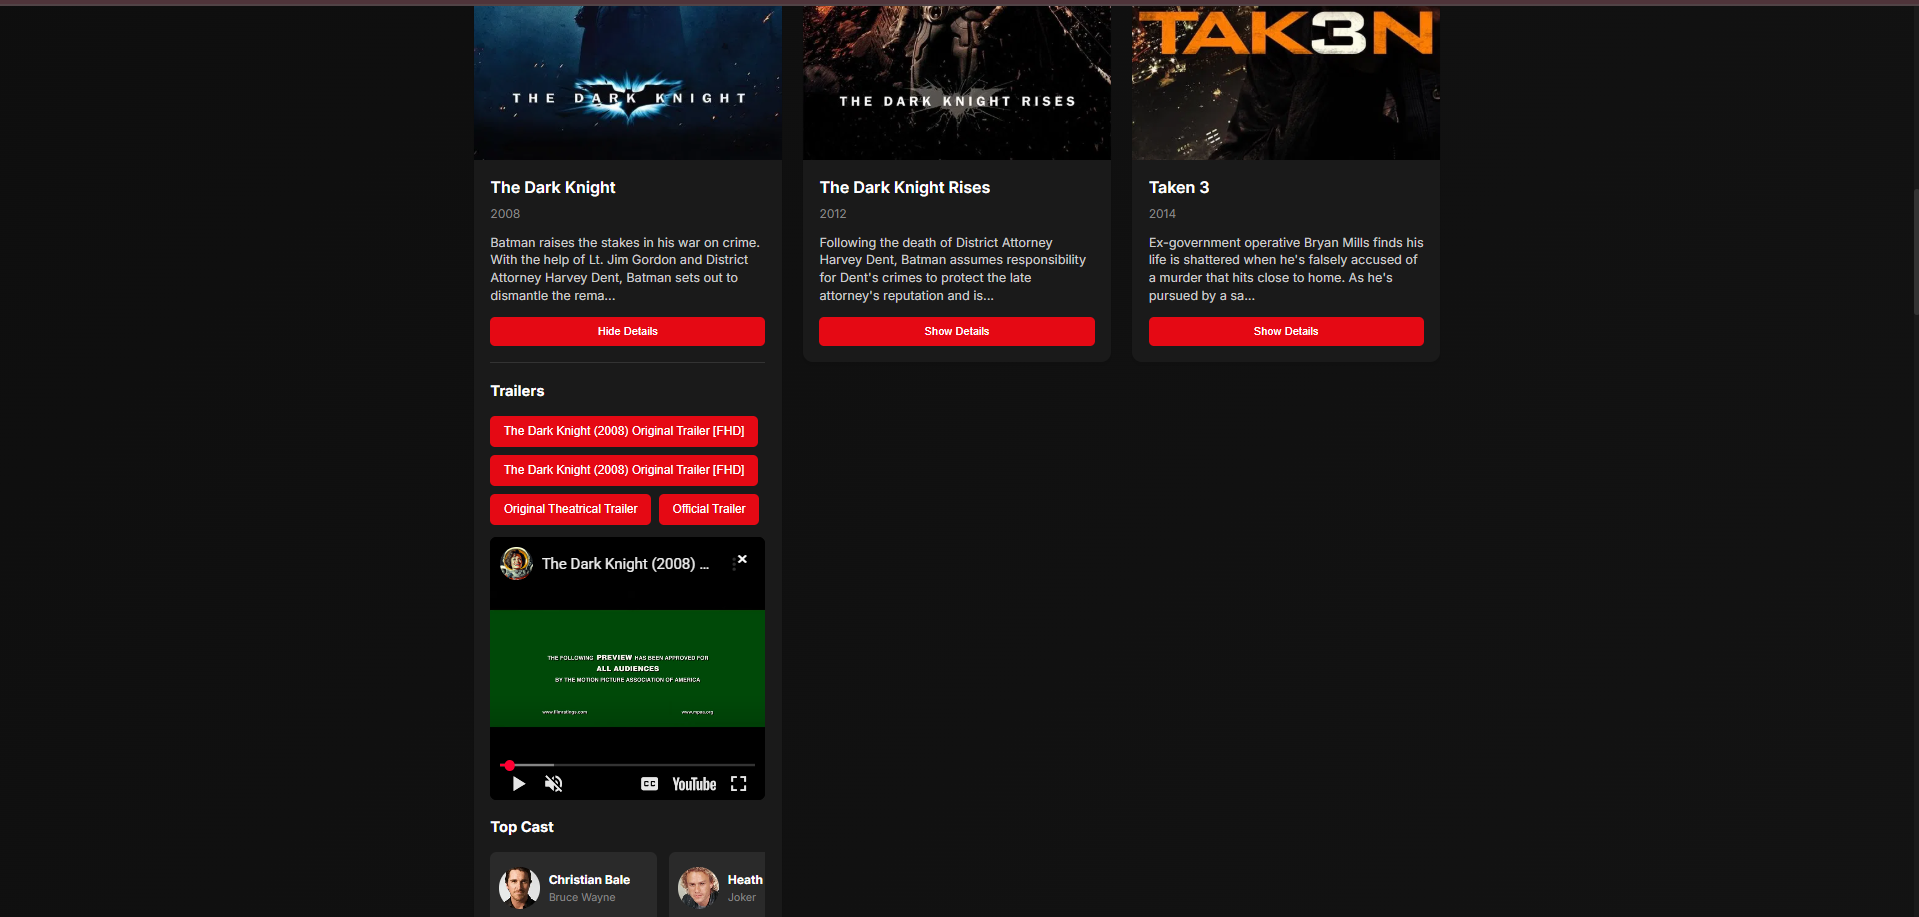 THE DARK KNIGHT
The Dark Knight
2008
Batman raises the stakes in his war on crime.
With the help of Lt. Jim Gordon and District
Attorney Harvey Dent, Batman sets out to
dismantle the rema...
Hide Details
Trailers
The Dark Knight (2008) Original Trailer [FHD]
The Dark Knight (2008) Original Trailer [FHD]
Original Theatrical Trailer
Official Trailer
The Dark Knight (2008) ...
THE FOLLOWING PREVIEW HAS BEEN APPROVED FOR
ALL AUDIENCES
BY THE MOTION PICTURE ASSOCIATION OF AMERICA
www.filmratings.com
www.mpaa.org
CC
YouTube
Top Cast
Christian Bale
Bruce Wayne
Heath
Joker
THE DARK KNIGHT RISES
The Dark Knight Rises
2012
Following the death of District Attorney
Harvey Dent, Batman assumes responsibility
for Dent's crimes to protect the late
attorney's reputation and is...
Show Details
TAK3N
Taken 3
2014
Ex-government operative Bryan Mills finds his
life is shattered when he's falsely accused of
a murder that hits close to home. As he's
pursued by a sa...
Show Details